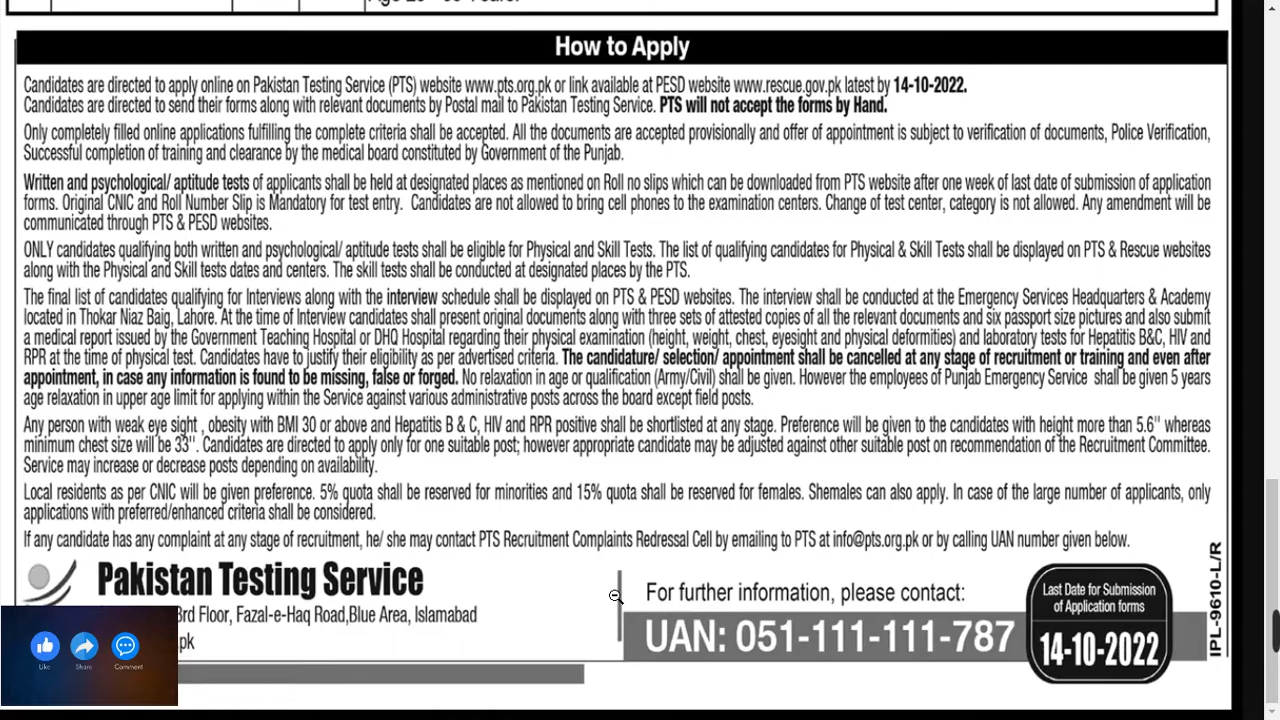 How to Apply
Candidates are directed to apply online on Pakistan Testing Service (PTS) website www.pts.org.pk or link available at PESD website www.rescue.gov.pk latest by 14-10-2022.
Candidates are directed to send their forms along with relevant documents by Postal mail to Pakistan Testing Service. PTS will not accept the forms by Hand.
Only completely filled online applications fulfilling the complete criteria shall be accepted. All the documents are accepted provisionally and offer of appointment is subject to verification of documents, Police Verification,
Successful completion of training and clearance by the medical board constituted by Government of the Punjab.
Written and psychological/ aptitude tests of applicants shall be held at designated places as mentioned on Roll no slips which can be downloaded from PTS website after one week of last date of submission of application
forms. Original CNIC and Roll Number Slip is Mandatory for test entry. Candidates are not allowed to bring cell phones to the examination centers. Change of test center, category is not allowed. Any amendment will be
communicated through PTS & PESD websites.
ONLY candidates qualifying both written and psychological/ aptitude tests shall be eligible for Physical and Skill Tests. The list of qualifying candidates for Physical & Skill Tests shall be displayed on PTS & Rescue websites
along with the Physical and Skill tests dates and centers. The skill tests shall be conducted at designated places by the PTS.
The final list of candidates qualifying for Interviews along with the interview schedule shall be displayed on PTS & PESD websites. The interview shall be conducted at the Emergency Services Headquarters & Academy
located in Thokar Niaz Baig, Lahore. At the time of Interview candidates shall present original documents along with three sets of attested copies of all the relevant documents and six passport size pictures and also submit
a medical report issued by the Government Teaching Hospital or DHQ Hospital regarding their physical examination (height, weight, chest, eyesight and physical deformities) and laboratory tests for Hepatitis B&C, HIV and
RPR at the time of physical test. Candidates have to justify their eligibility as per advertised criteria. The candidature/ selection/ appointment shall be cancelled at any stage of recruitment or training and even after
appointment, in case any information is found to be missing, false or forged. No relaxation in age or qualification (Army/Civil) shall be given. However the employees of Punjab Emergency Service shall be given 5 years
age relaxation in upper age limit for applying within the Service against various administrative posts across the board except field posts.
Any person with weak eye sight , obesity with BMI 30 or above and Hepatitis B & C, HIV and RPR positive shall be shortlisted at any stage. Preference will be given to the candidates with height more than 5.6" whereas
minimum chest size will be 33". Candidates are directed to apply only for one suitable post; however appropriate candidate may be adjusted against other suitable post on recommendation of the Recruitment Committee.
Service may increase or decrease posts depending on availability.
Local residents as per CNIC will be given preference. 5% quota shall be reserved for minorities and 15% quota shall be reserved for females. Shemales can also apply. In case of the large number of applicants, only
applications with preferred/enhanced criteria shall be considered.
If any candidate has any complaint at any stage of recruitment, he/ she may contact PTS Recruitment Complaints Redressal Cell by emailing to PTS at info@pts.org.pk or by calling UAN number given below.
Pakistan Testing Service
3rd Floor, Fazal-e-Haq Road,Blue Area, Islamabad
.pk
Like Share Comment
For further information, please contact:
UAN: 051-111-111-787
Last Date for Submission
of Application forms
14-10-2022
IPL-9610-L/R